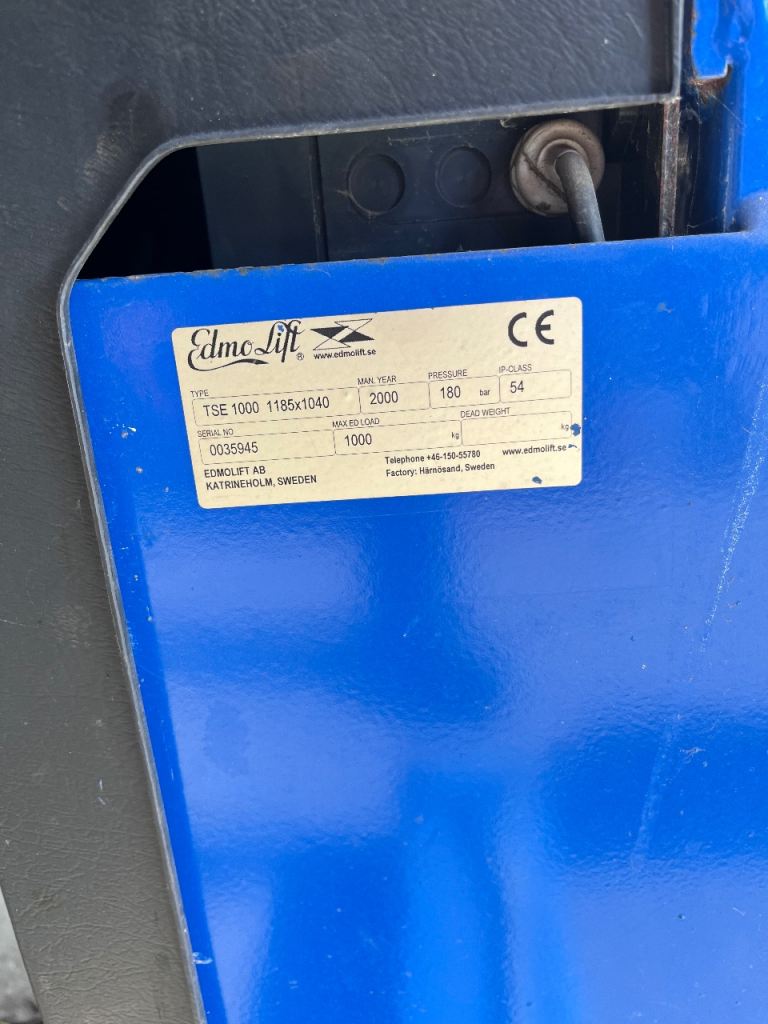 Edmo Lift ®
www.edmolift.se
CE
TYPE MAN. YEAR PRESSURE IP-CLASS
TSE 1000 1185x1040 2000 180 bar 54
SERIAL NO MAX ED LOAD DEAD WEIGHT
0035945 1000 kg kg
EDMOLIFT AB Telephone +46-150-55780 www.edmolift.se
KATRINEHOLM, SWEDEN Factory: Härnösand, Sweden